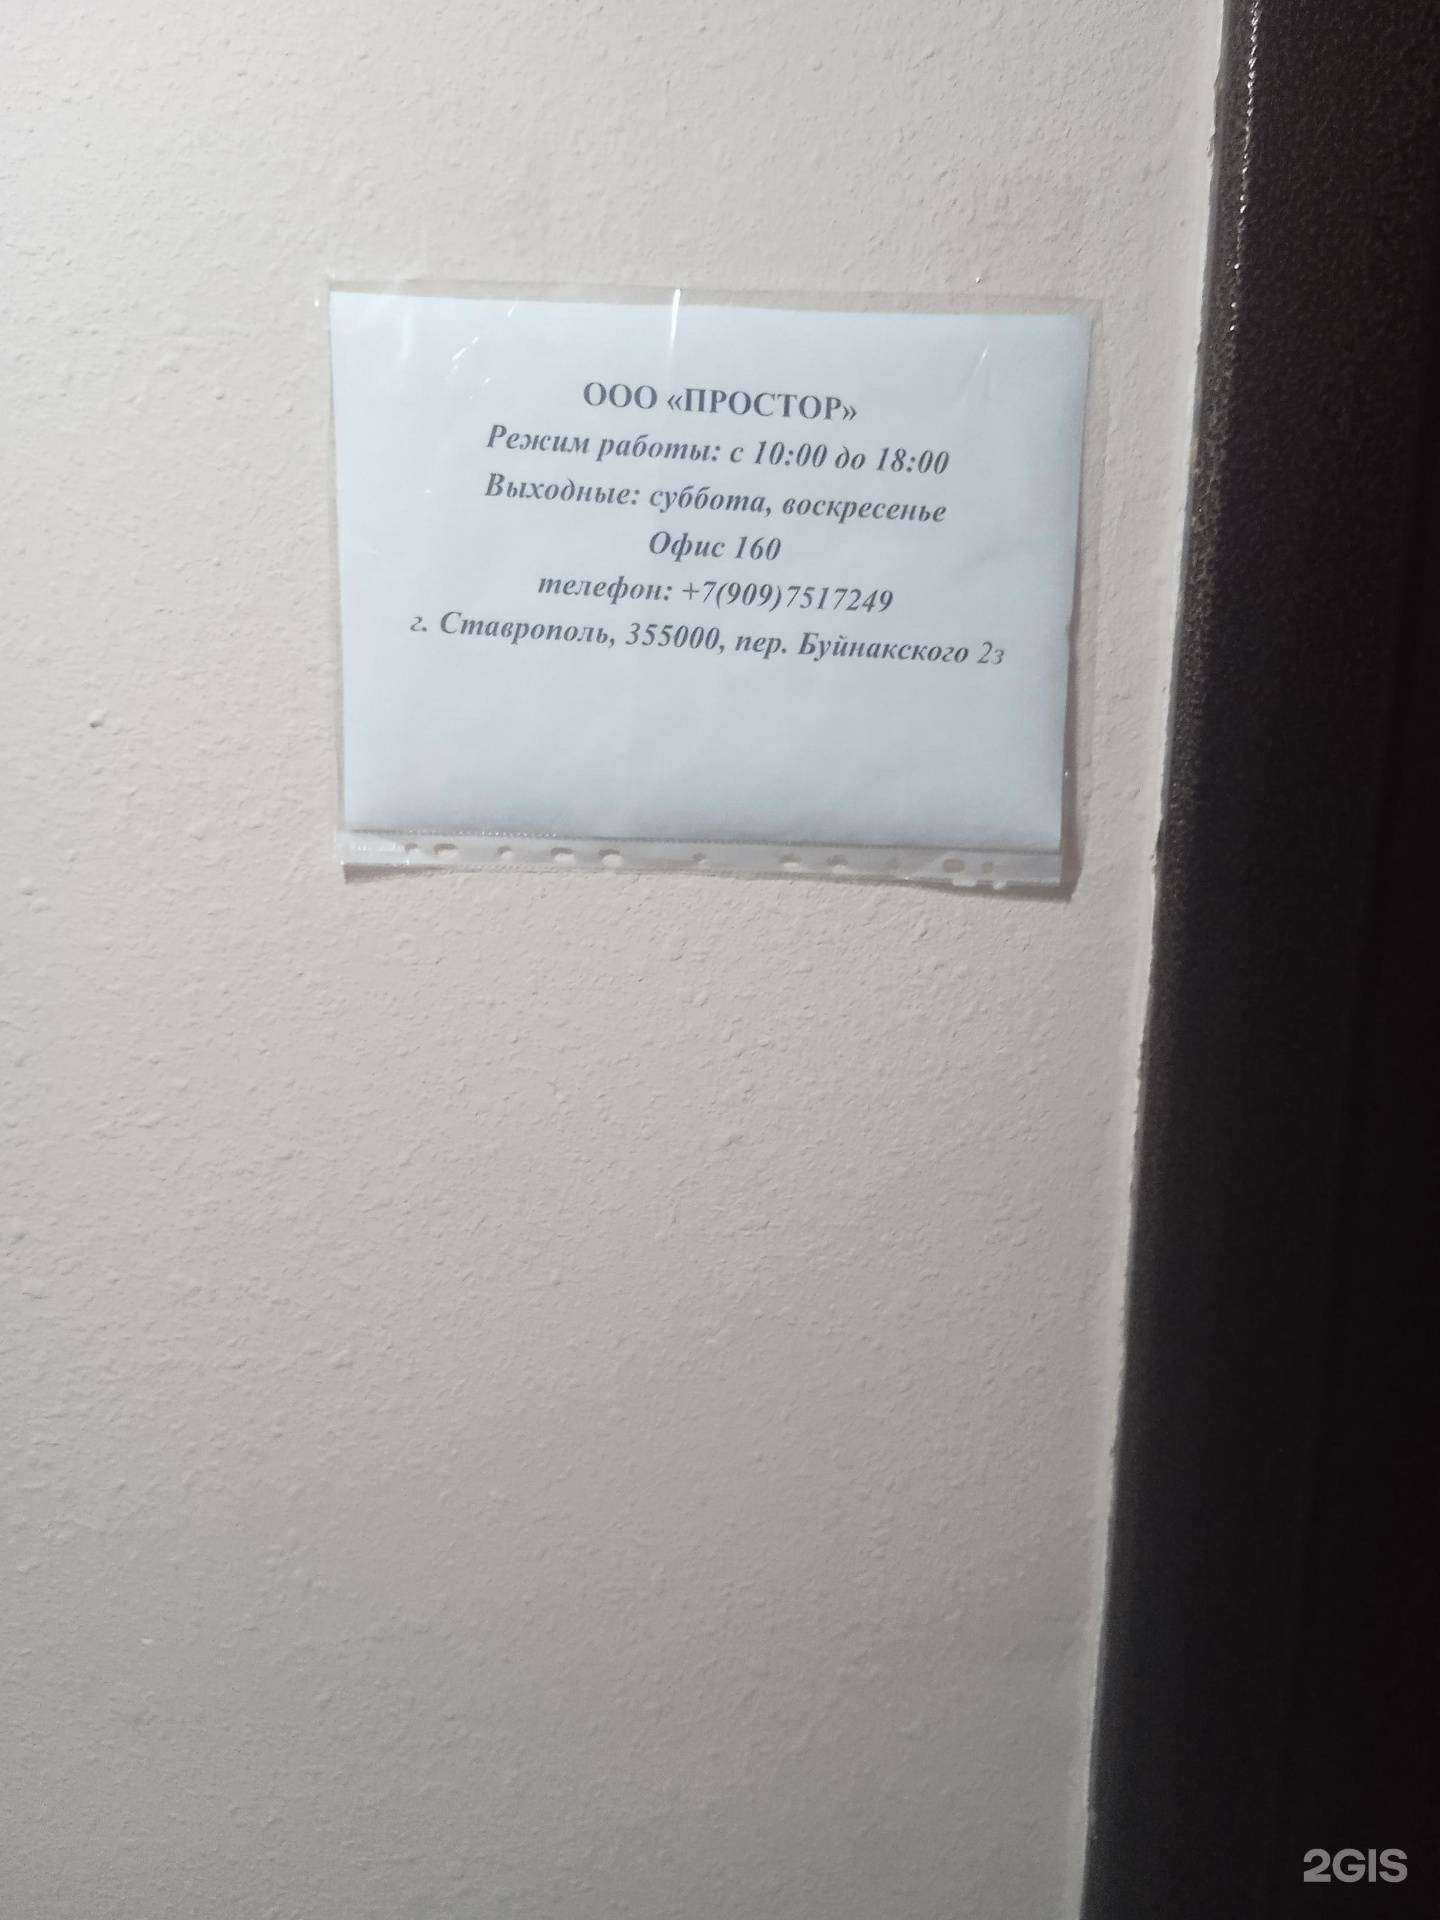 ООО «ПРОСТОР»
Режим работы: с 10:00 до 18:00
Выходные: суббота, воскресенье
Офис 160
телефон: +7(909)7517249
г. Ставрополь, 355000, пер. Буйнакского 2з
2GIS